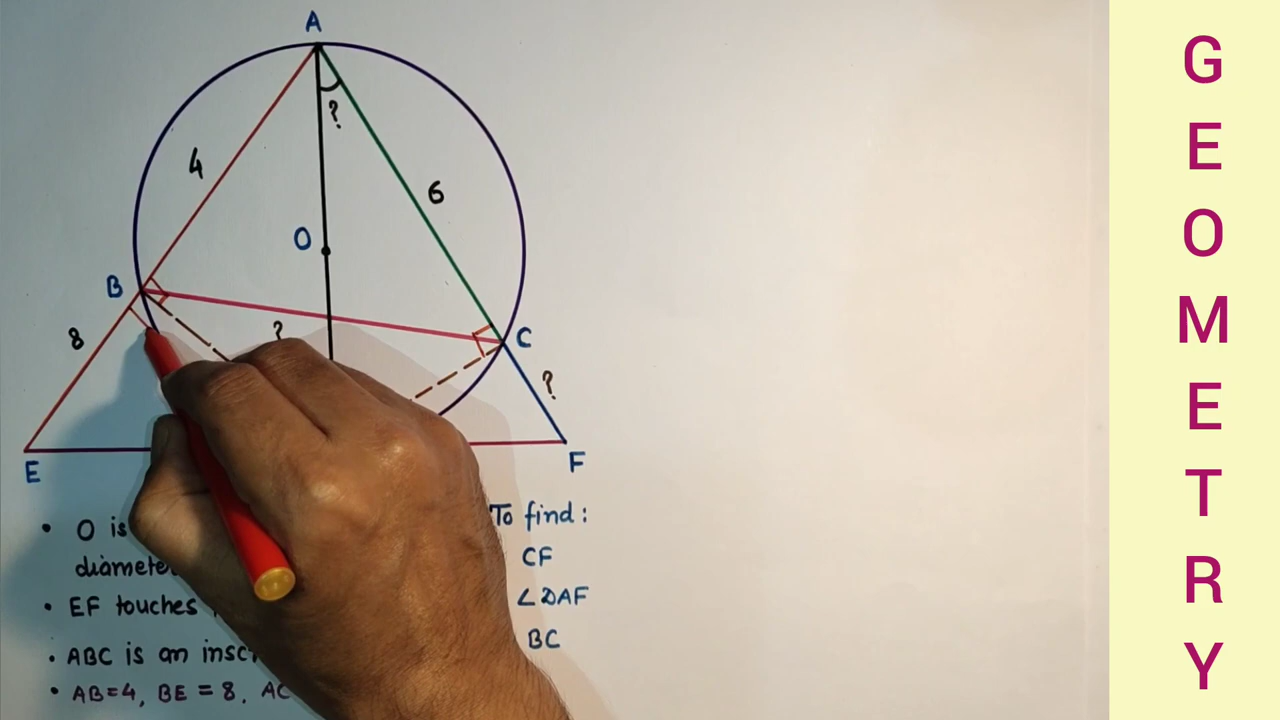 A
?
4
6
O
B
C
?
8
?
E
F
O is
diamete
EF touches
ABC is an insc
AB=4, BE = 8, AC
To find :
CF
∠DAF
BC
G
E
O
M
E
T
R
Y